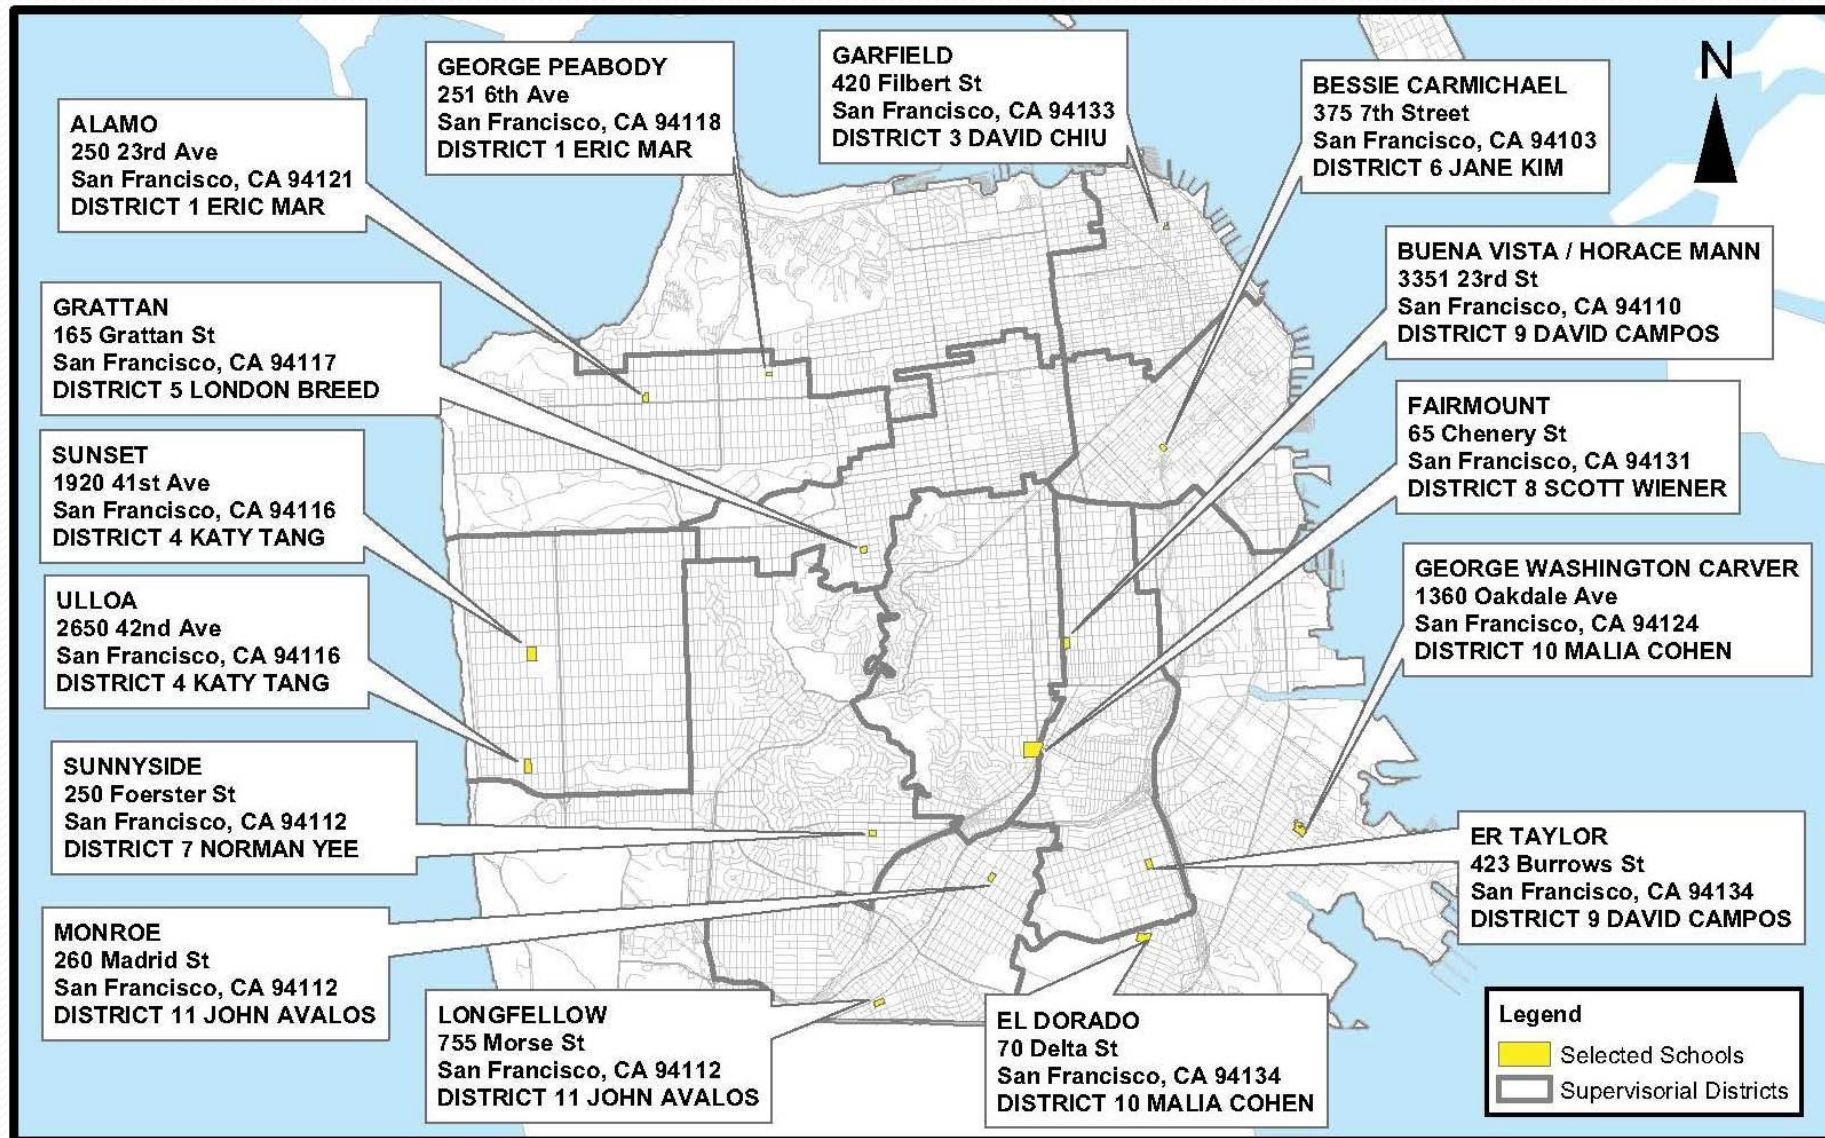 ALAMO
250 23rd Ave
San Francisco, CA 94121
DISTRICT 1 ERIC MAR
GEORGE PEABODY
251 6th Ave
San Francisco, CA 94118
DISTRICT 1 ERIC MAR
GARFIELD
420 Filbert St
San Francisco, CA 94133
DISTRICT 3 DAVID CHIU
BESSIE CARMICHAEL
375 7th Street
San Francisco, CA 94103
DISTRICT 6 JANE KIM
N
GRATTAN
165 Grattan St
San Francisco, CA 94117
DISTRICT 5 LONDON BREED
BUENA VISTA / HORACE MANN
3351 23rd St
San Francisco, CA 94110
DISTRICT 9 DAVID CAMPOS
SUNSET
1920 41st Ave
San Francisco, CA 94116
DISTRICT 4 KATY TANG
FAIRMOUNT
65 Chenery St
San Francisco, CA 94131
DISTRICT 8 SCOTT WIENER
ULLOA
2650 42nd Ave
San Francisco, CA 94116
DISTRICT 4 KATY TANG
GEORGE WASHINGTON CARVER
1360 Oakdale Ave
San Francisco, CA 94124
DISTRICT 10 MALIA COHEN
SUNNYSIDE
250 Foerster St
San Francisco, CA 94112
DISTRICT 7 NORMAN YEE
ER TAYLOR
423 Burrows St
San Francisco, CA 94134
DISTRICT 9 DAVID CAMPOS
MONROE
260 Madrid St
San Francisco, CA 94112
DISTRICT 11 JOHN AVALOS
LONGFELLOW
755 Morse St
San Francisco, CA 94112
DISTRICT 11 JOHN AVALOS
EL DORADO
70 Delta St
San Francisco, CA 94134
DISTRICT 10 MALIA COHEN
Legend
Selected Schools
Supervisorial Districts